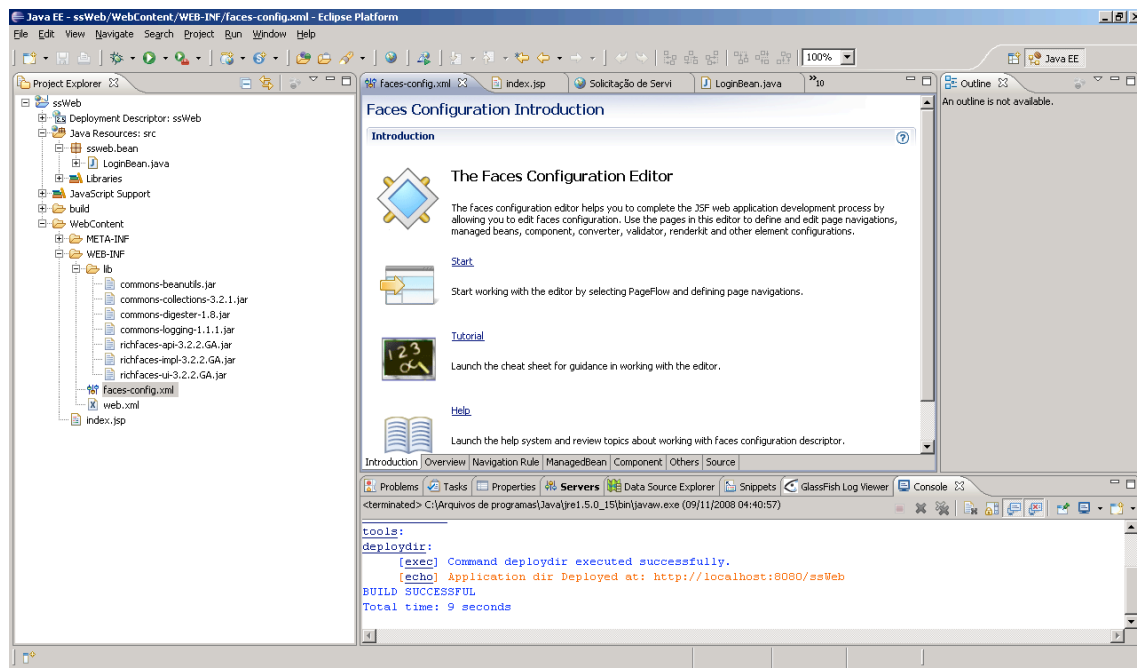 Java EE - ssWeb/WebContent/WEB-INF/faces-config.xml - Eclipse Platform
File Edit View Navigate Search Project Run Window Help
100%
Java EE
Project Explorer
ssWeb
Deployment Descriptor: ssWeb
Java Resources: src
ssweb.bean
LoginBean.java
Libraries
JavaScript Support
build
WebContent
META-INF
WEB-INF
lib
commons-beanutils.jar
commons-collections-3.2.1.jar
commons-digester-1.8.jar
commons-logging-1.1.1.jar
richfaces-api-3.2.2.GA.jar
richfaces-impl-3.2.2.GA.jar
richfaces-ui-3.2.2.GA.jar
faces-config.xml
web.xml
index.jsp
faces-config.xml index.jsp Solicitação de Servi LoginBean.java »10
Faces Configuration Introduction
Introduction
The Faces Configuration Editor
The faces configuration editor helps you to complete the JSF web application development process by
allowing you to edit faces configuration. Use the pages in this editor to define and edit page navigations,
managed beans, component, converter, validator, renderkit and other element configurations.
Start
Start working with the editor by selecting PageFlow and defining page navigations.
1 2 3
Tutorial
Launch the cheat sheet for guidance in working with the editor.
Help
Launch the help system and review topics about working with faces configuration descriptor.
Introduction Overview Navigation Rule ManagedBean Component Others Source
Outline
An outline is not available.
Problems Tasks Properties Servers Data Source Explorer Snippets GlassFish Log Viewer Console
<terminated> C:\Arquivos de programas\Java\jre1.5.0_15\bin\javaw.exe (09/11/2008 04:40:57)
tools:
deploydir:
[exec] Command deploydir executed successfully.
[echo] Application dir Deployed at: http://localhost:8080/ssWeb
BUILD SUCCESSFUL
Total time: 9 seconds